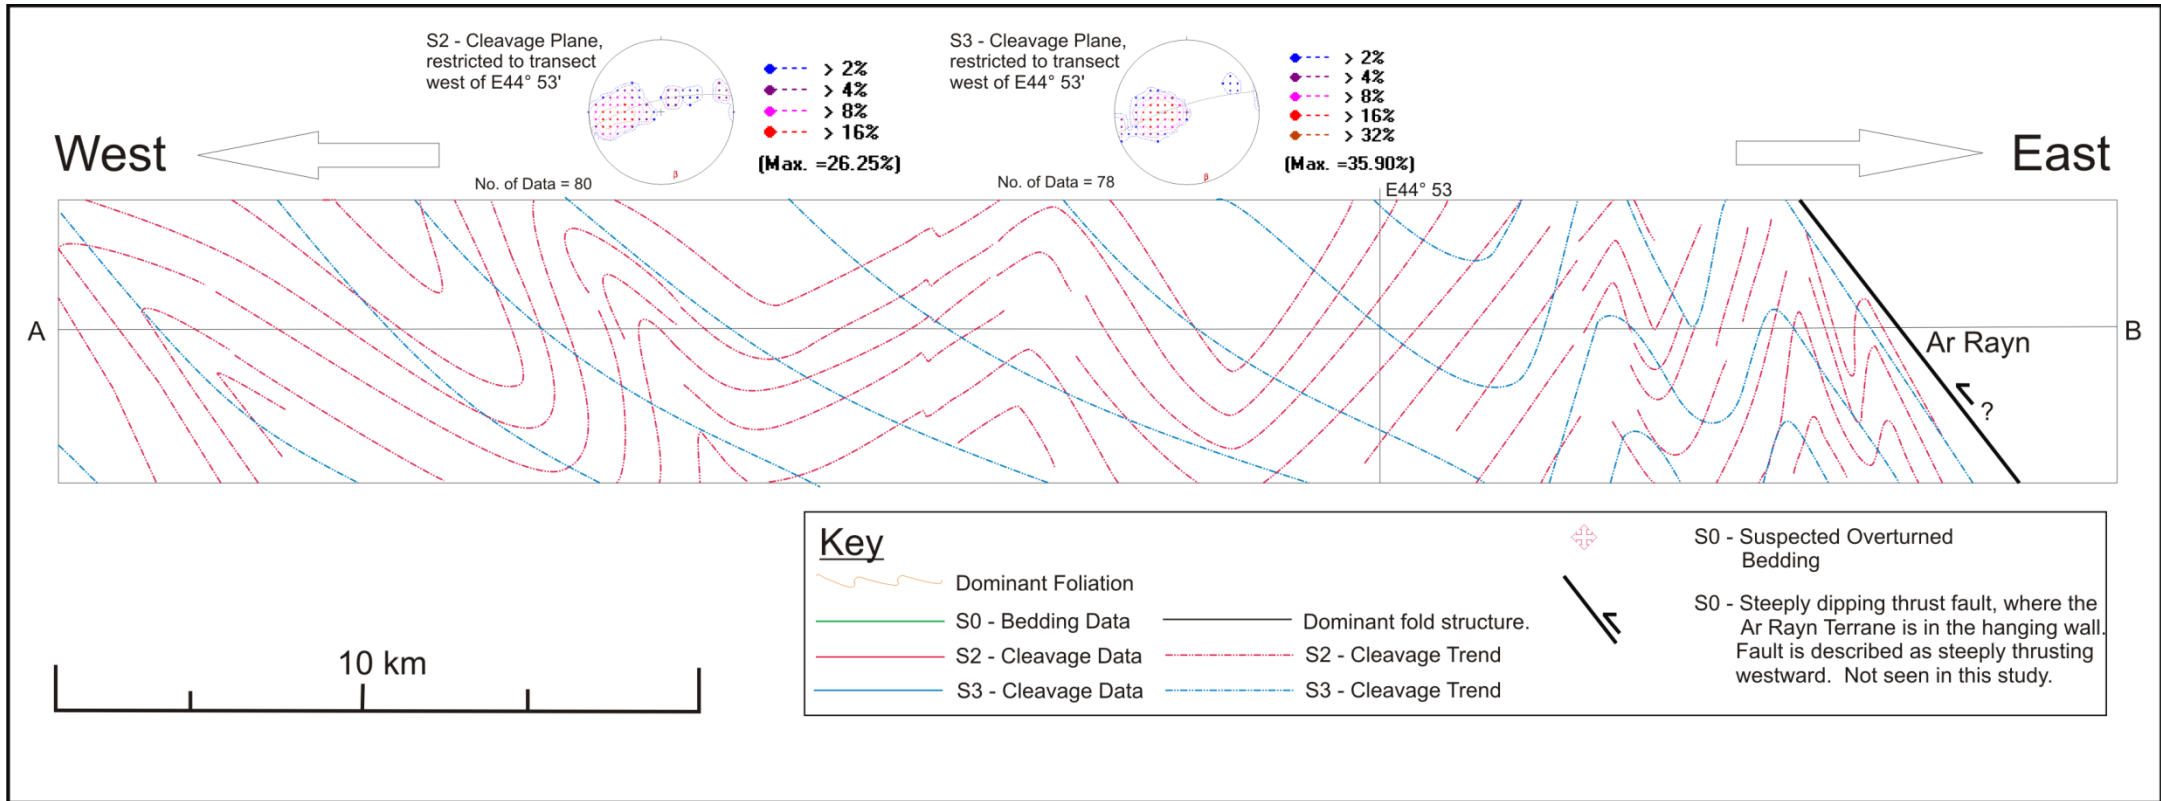 S2 - Cleavage Plane,
restricted to transect
west of E44° 53'
> 2%
> 4%
> 8%
> 16%
(Max. =26.25%)
β
No. of Data = 80
S3 - Cleavage Plane,
restricted to transect
west of E44° 53'
> 2%
> 4%
> 8%
> 16%
> 32%
(Max. =35.90%)
β
No. of Data = 78
West
East
E44° 53
A
B
Ar Rayn
?
10 km
Key
Dominant Foliation
S0 - Bedding Data
S2 - Cleavage Data
S3 - Cleavage Data
Dominant fold structure.
S2 - Cleavage Trend
S3 - Cleavage Trend
S0 - Suspected Overturned
Bedding
S0 - Steeply dipping thrust fault, where the
Ar Rayn Terrane is in the hanging wall.
Fault is described as steeply thrusting
westward. Not seen in this study.